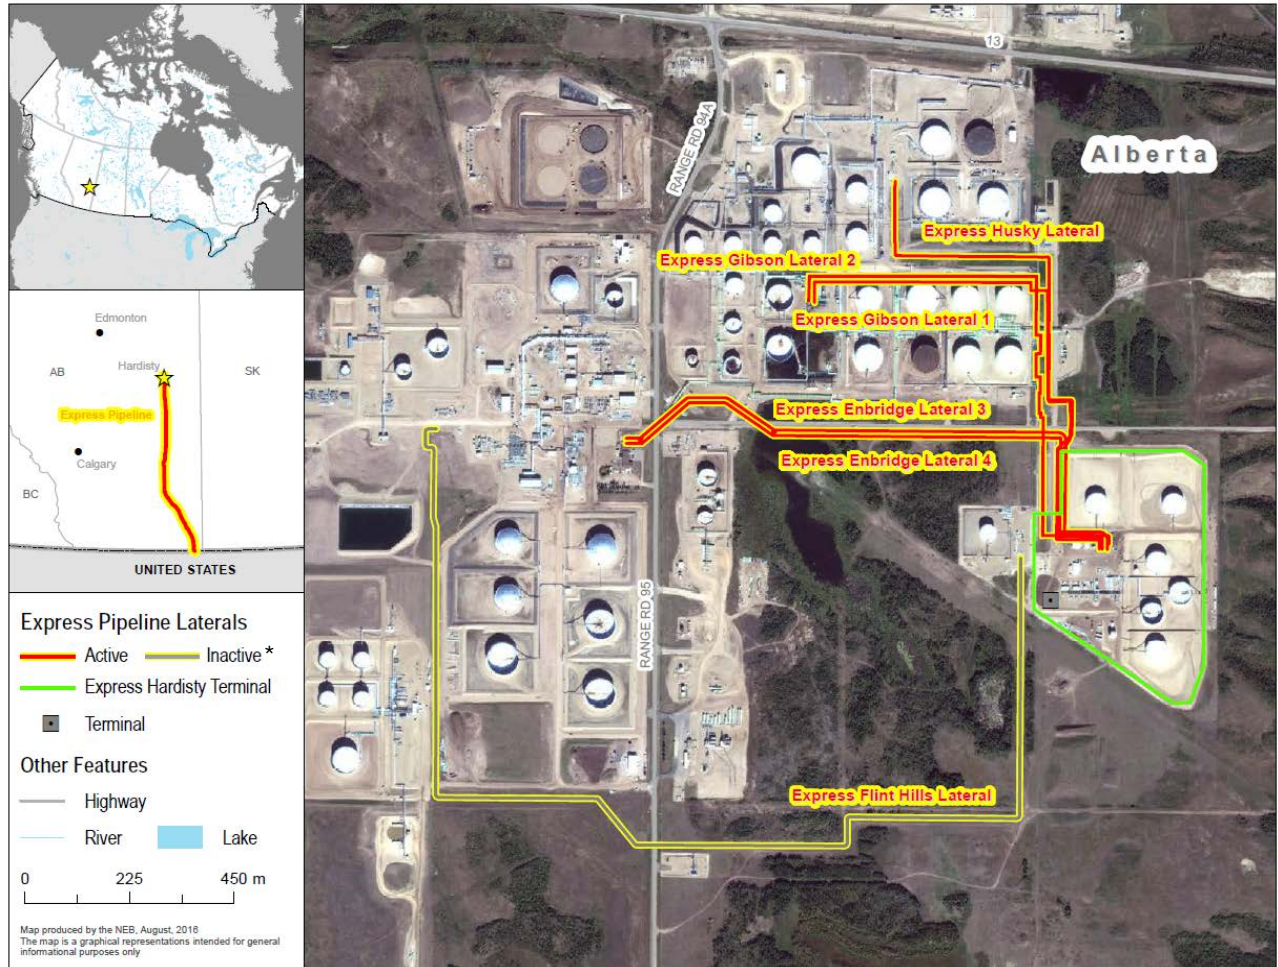 Edmonton
AB
Hardisty
SK
Express Pipeline
Calgary
BC
UNITED STATES
Express Pipeline Laterals
Active
Inactive*
Express Hardisty Terminal
Terminal
Other Features
Highway
River
Lake
0 225 450 m
Map produced by the NEB, August, 2016
The map is a graphical representations intended for general
informational purposes only
13
RANGE RD 94A
Alberta
Express Husky Lateral
Express Gibson Lateral 2
Express Gibson Lateral 1
Express Enbridge Lateral 3
Express Enbridge Lateral 4
RANGE RD 95
Express Flint Hills Lateral